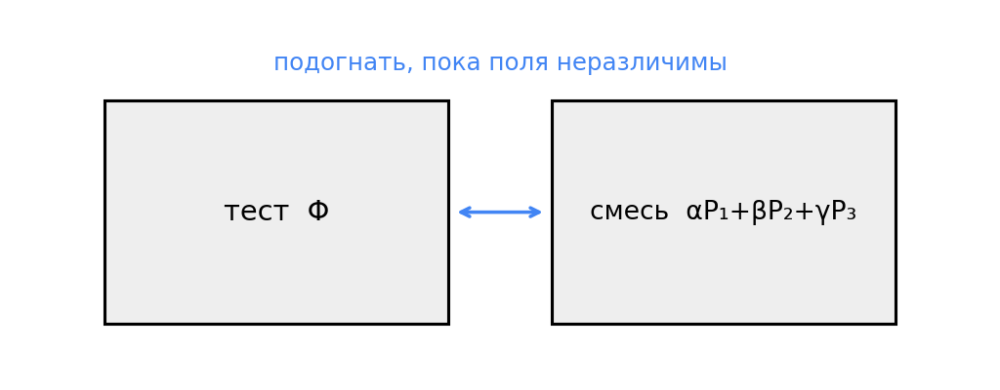 подогнать, пока поля неразличимы
тест  Φ
смесь  αP₁+βP₂+γP₃